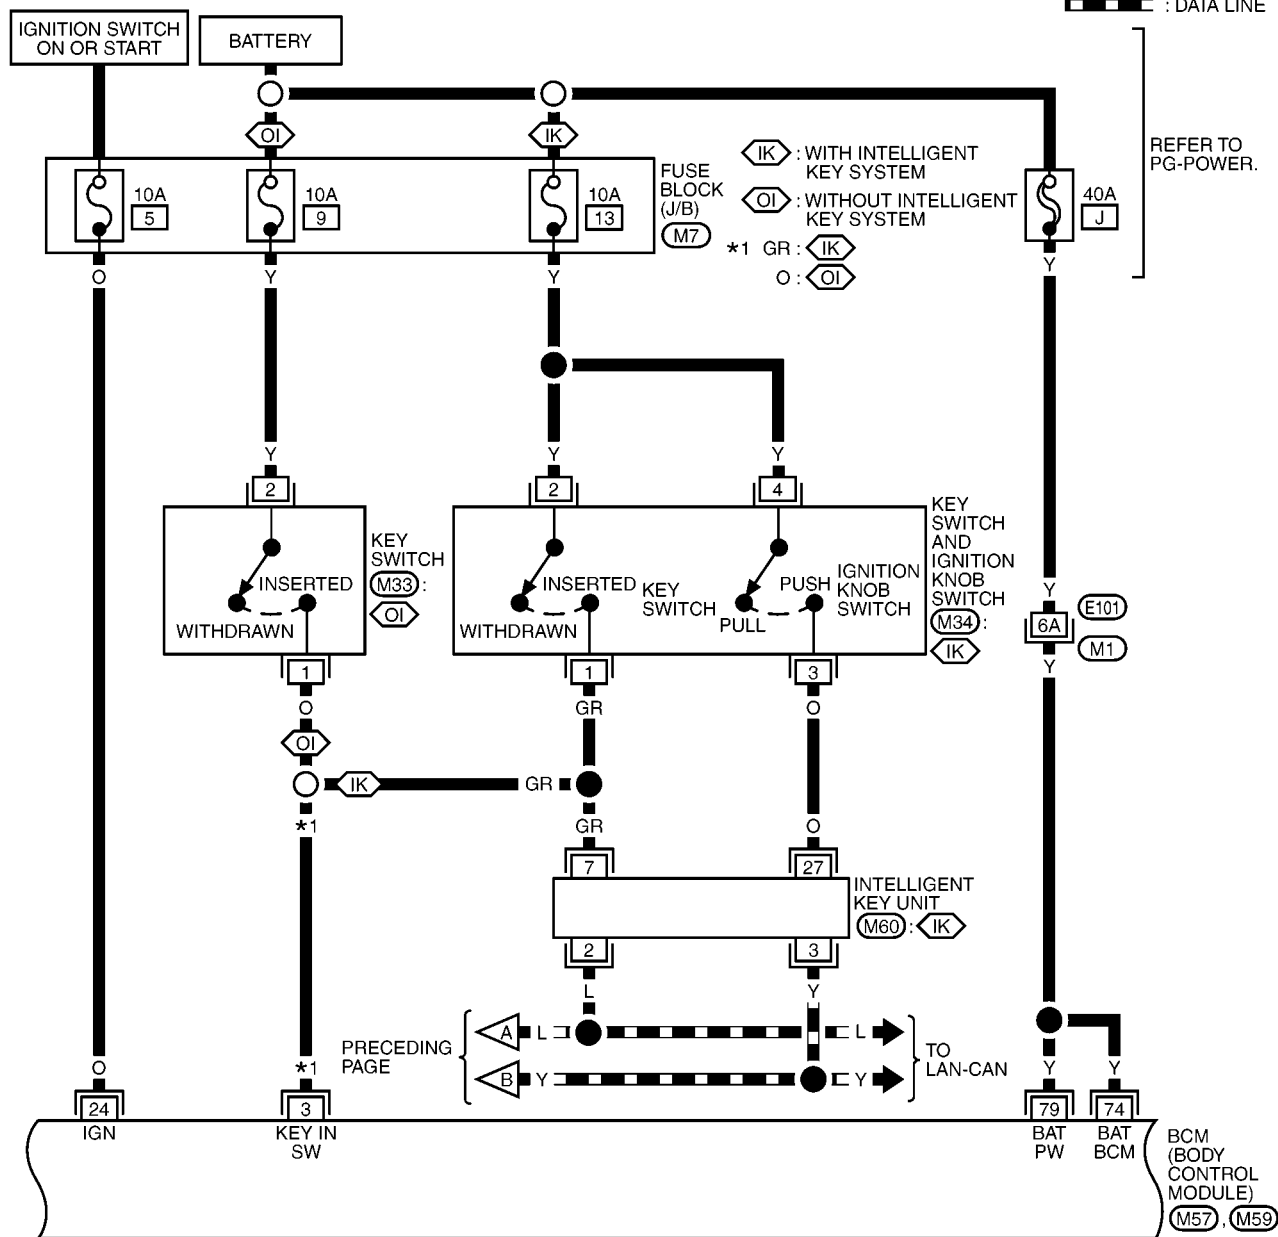 : DATA LINE
IGNITION SWITCH
ON OR START
BATTERY
OI
IK
IK : WITH INTELLIGENT
KEY SYSTEM
OI : WITHOUT INTELLIGENT
KEY SYSTEM
*1 GR : IK
O : OI
REFER TO
PG-POWER.
10A
5
10A
9
10A
13
FUSE
BLOCK
(J/B)
M7
40A
J
O
Y
Y
Y
Y
Y
Y
2
2
4
KEY
SWITCH
M33 :
OI
INSERTED
WITHDRAWN
INSERTED
WITHDRAWN
KEY
SWITCH
PUSH
PULL
IGNITION
KNOB
SWITCH
KEY
SWITCH
AND
IGNITION
KNOB
SWITCH
M34 :
IK
Y
6A
E101
M1
Y
1
1
3
O
GR
O
OI
IK
GR
*1
GR
O
7
27
INTELLIGENT
KEY UNIT
M60 : IK
2
3
L
Y
PRECEDING
PAGE
A
L
L
B
Y
Y
TO
LAN-CAN
O
*1
Y
Y
24
3
79
74
IGN
KEY IN
SW
BAT
PW
BAT
BCM
BCM
(BODY
CONTROL
MODULE)
M57 , M59